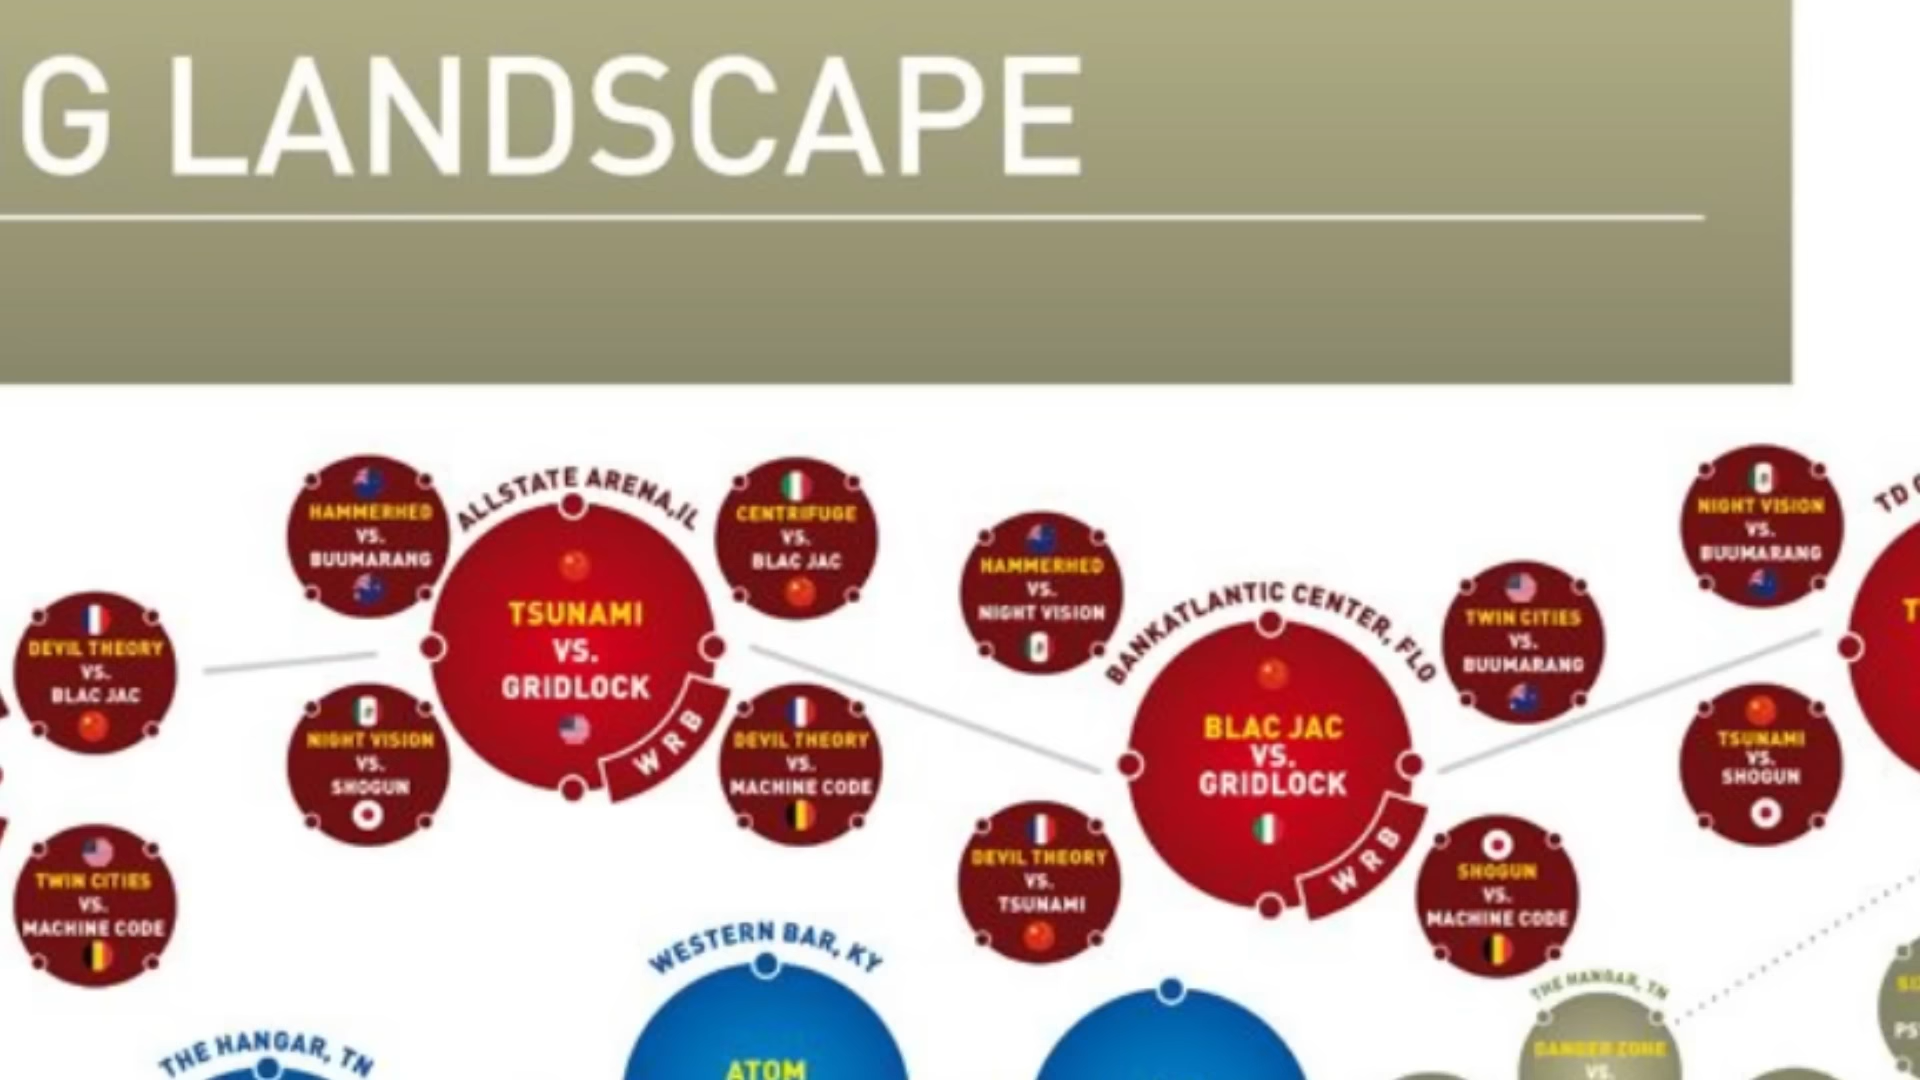 G LANDSCAPE
HAMMERHED
VS.
BUUMARANG
ALLSTATE ARENA,IL
TSUNAMI
VS.
GRIDLOCK
WRB
CENTRIFUGE
VS.
BLAC JAC
DEVIL THEORY
VS.
BLAC JAC
NIGHT VISION
VS.
SHOGUN
DEVIL THEORY
VS.
MACHINE CODE
TWIN CITIES
VS.
MACHINE CODE
HAMMERHED
VS.
NIGHT VISION
BANKATLANTIC CENTER, FLO
BLAC JAC
VS.
GRIDLOCK
WRB
TWIN CITIES
VS.
BUUMARANG
DEVIL THEORY
VS.
TSUNAMI
SHOGUN
VS.
MACHINE CODE
NIGHT VISION
VS.
BUUMARANG
TD
T
TSUNAMI
VS.
SHOGUN
THE HANGAR, TN
WESTERN BAR, KY
ATOM
THE HANGAR, TN
DANGER ZONE
VS.
PS